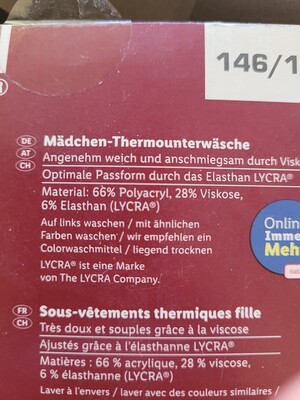 146/1
R
DE
AT
CH
Mädchen-Thermounterwäsche
Angenehm weich und anschmiegsam durch Visk
Optimale Passform durch das Elasthan LYCRA®
Material: 66% Polyacryl, 28% Viskose,
6% Elasthan (LYCRA®)
Auf links waschen / mit ähnlichen
Farben waschen / wir empfehlen ein
Colorwaschmittel / liegend trocknen
LYCRA® ist eine Marke
von The LYCRA Company.
Onlin
Imme
Meh
FR
CH
Sous-vêtements thermiques fille
Très doux et souples grâce à la viscose
Ajustés grâce à l'élasthanne LYCRA®
Matières : 66 % acrylique, 28 % viscose,
6 % élasthanne (LYCRA®)
Laver à l'envers / laver avec des couleurs similaires /